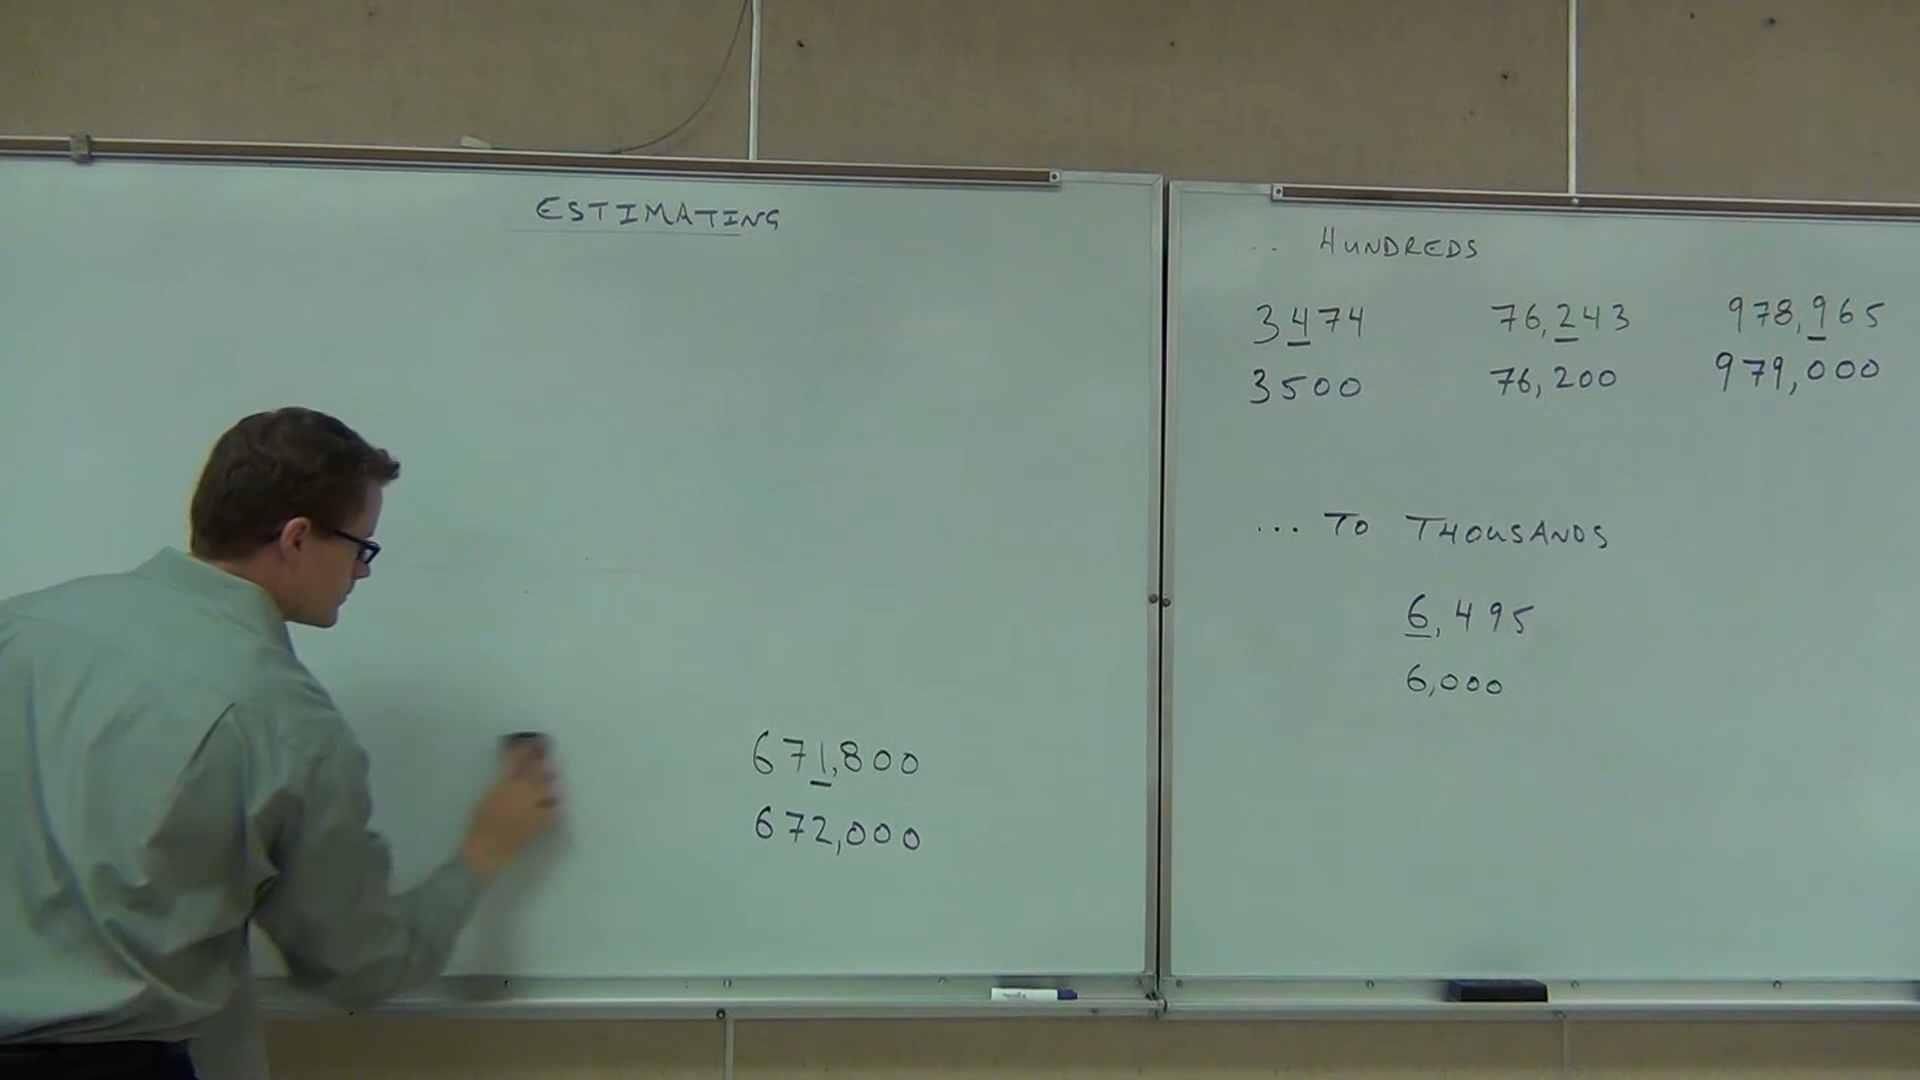 ESTIMATING
671,800
672,000
.. HUNDREDS
3474 76,243 978,965
3500 76,200 979,000
... TO THOUSANDS
6,495
6,000